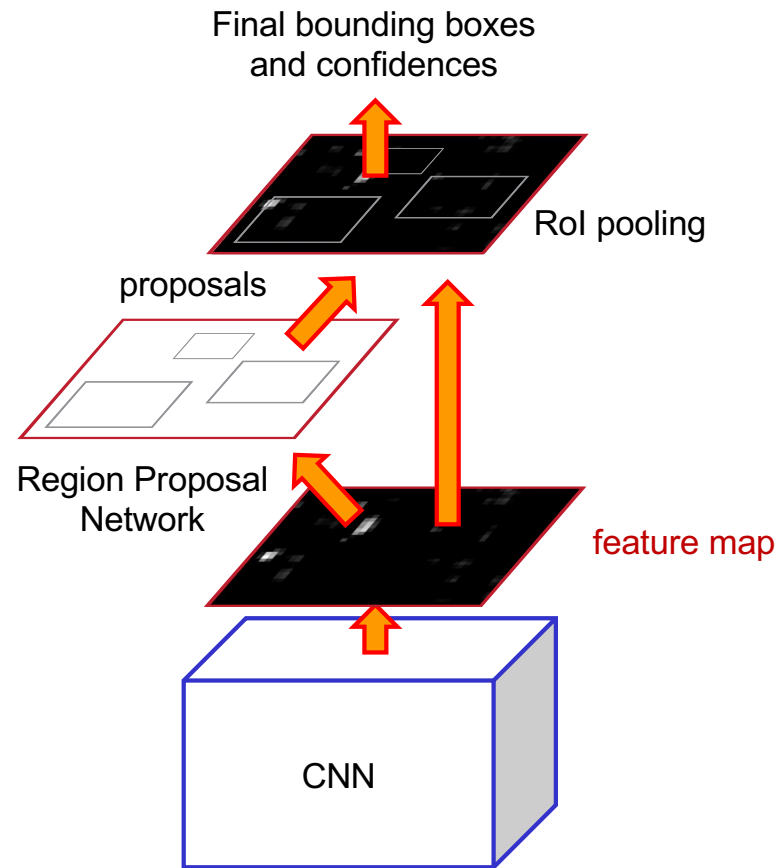 Final bounding boxes
and confidences
RoI pooling
proposals
Region Proposal
Network
feature map
CNN